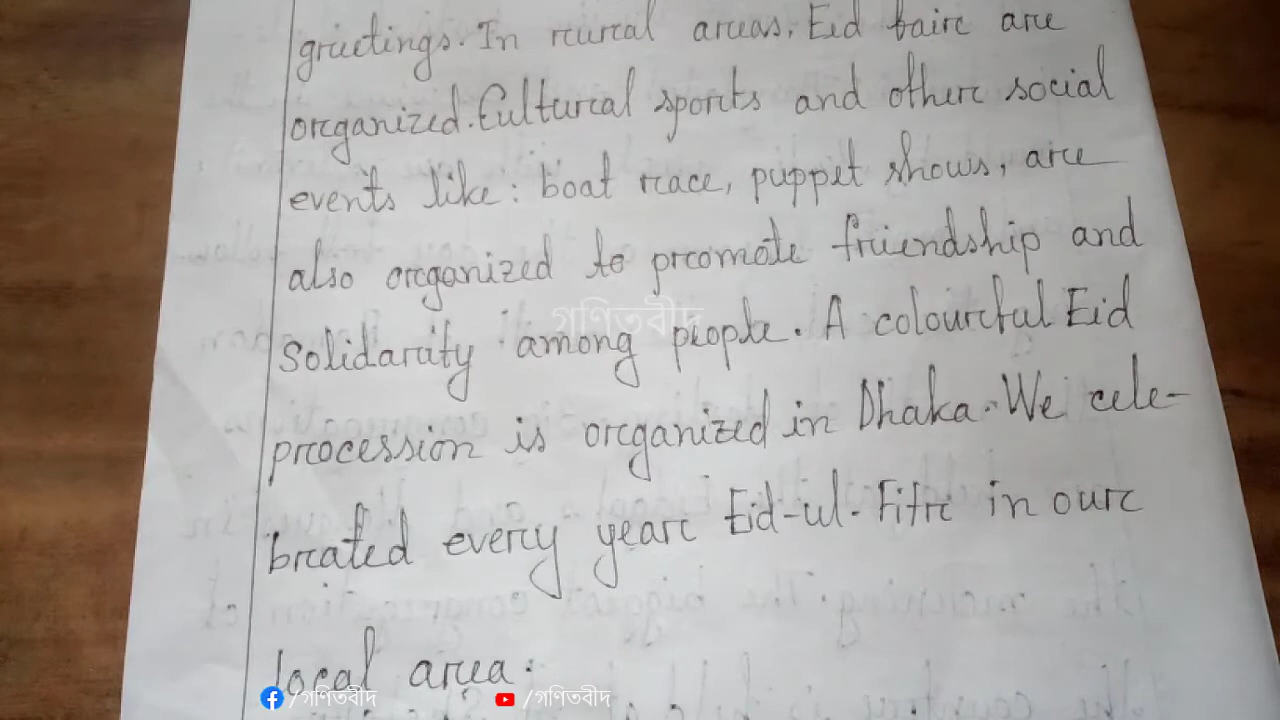 greetings. In rural areas, Eid fair are
organized. Cultural sports and other social
events like: boat race, puppet shows, are
also organized to promote friendship and
গণিতবীদ
Solidarity among people. A colourful Eid
procession is organized in Dhaka. We cele-
brated every year Eid-ul-Fitr in our
local area.
/গণিতবীদ /গণিতবীদ